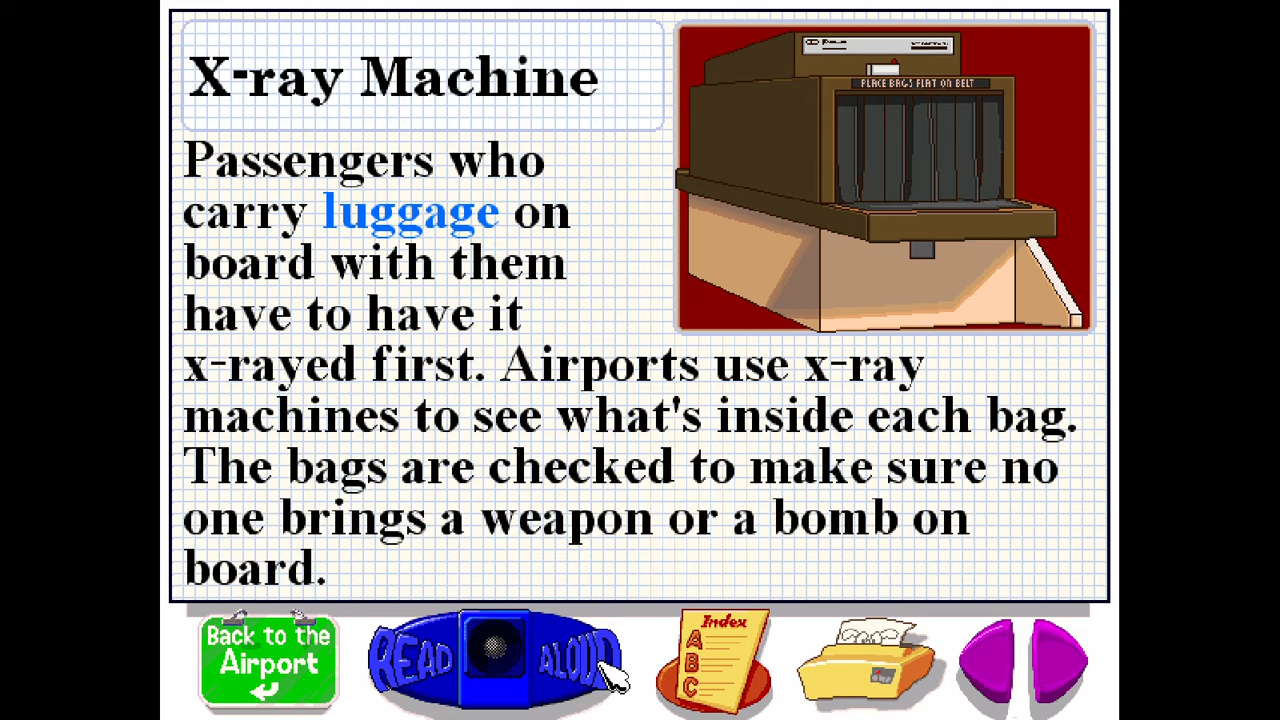 X-ray Machine
PLACE BAGS FLAT ON BELT
Passengers who
carry luggage on
board with them
have to have it
x-rayed first. Airports use x-ray
machines to see what's inside each bag.
The bags are checked to make sure no
one brings a weapon or a bomb on
board.
Back to the
Airport
READ ALOUD
Index
A
B
C